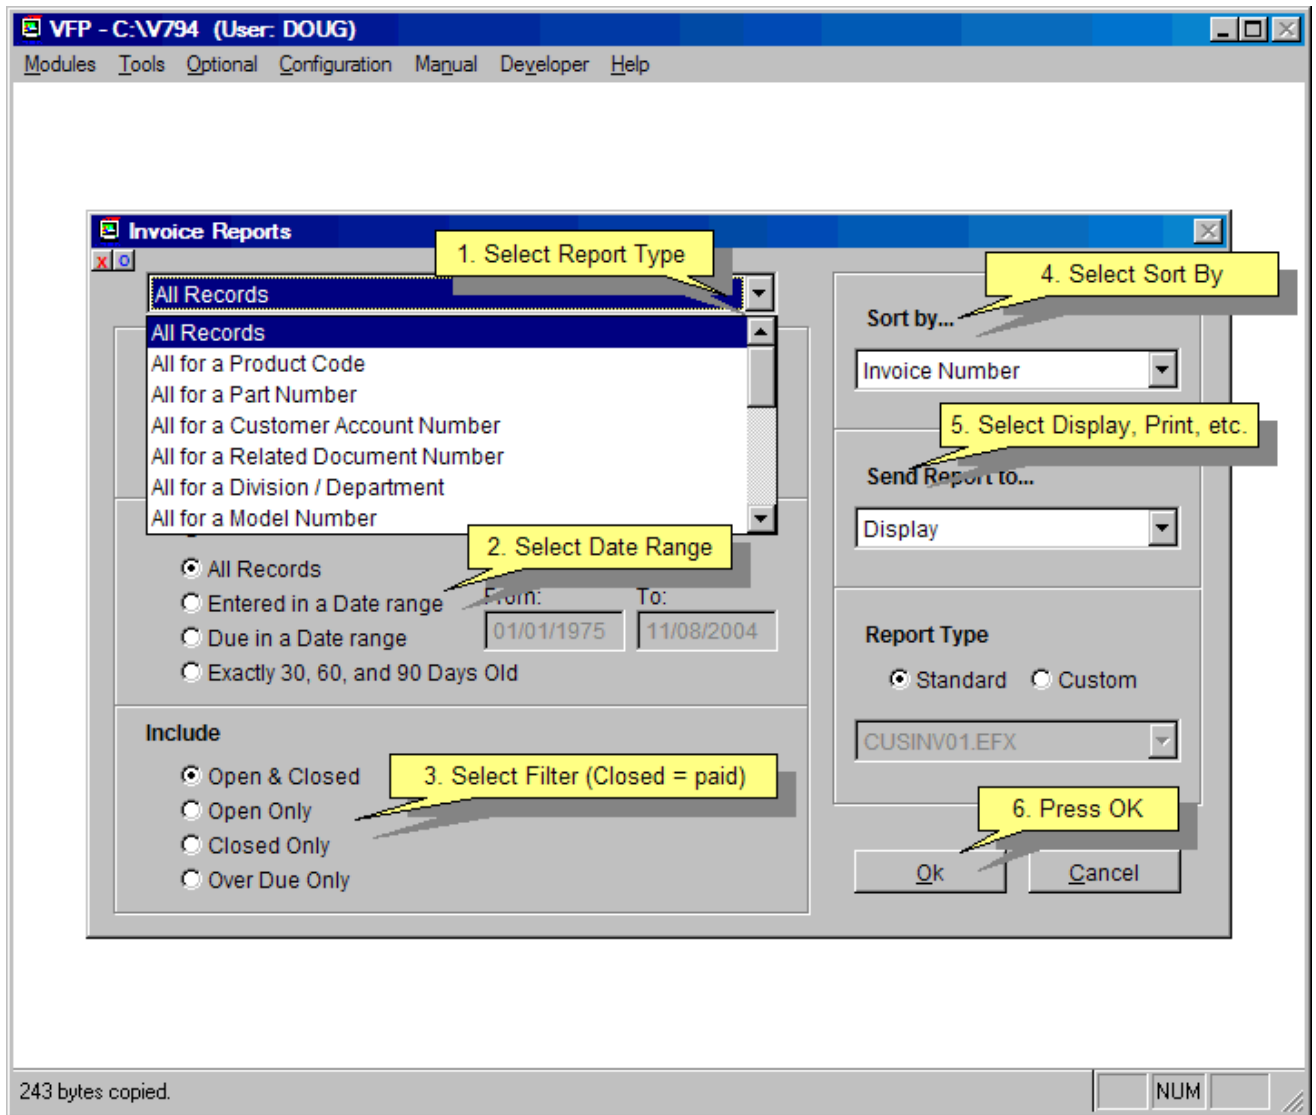 VFP - C:\V794 (User: DOUG)
Modules Tools Optional Configuration Manual Developer Help
Invoice Reports
X O
1. Select Report Type
4. Select Sort By
All Records
All Records
All for a Product Code
All for a Part Number
All for a Customer Account Number
All for a Related Document Number
All for a Division / Department
All for a Model Number
Sort by...
Invoice Number
5. Select Display, Print, etc.
Send Report to...
Display
2. Select Date Range
All Records
Entered in a Date range
Due in a Date range
Exactly 30, 60, and 90 Days Old
From: To:
01/01/1975 11/08/2004
Report Type
Standard Custom
CUSINV01.EFX
Include
Open & Closed
Open Only
Closed Only
Over Due Only
3. Select Filter (Closed = paid)
6. Press OK
Ok Cancel
243 bytes copied.
NUM